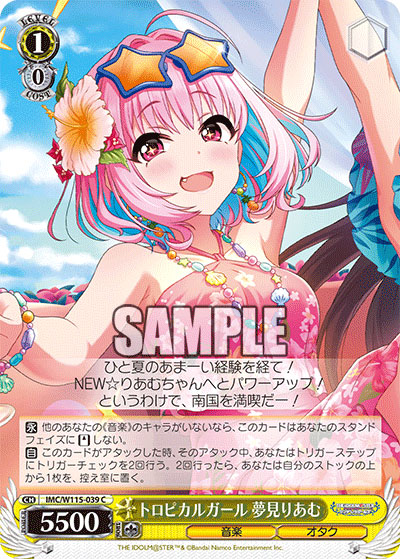 LEVEL
1
0
COST
SAMPLE
ひと夏のあまーい経験を経て！
NEW☆りあむちゃんへとパワーアップ！
というわけで、南国を満喫だー！
永 他のあなたの《音楽》のキャラがいないなら、このカードはあなたのスタンド
フェイズに しない。
自 このカードがアタックした時、そのアタック中、あなたはトリガーステップ
にトリガーチェックを2回行う。2回行ったら、あなたは自分のストックの上
から1枚を、控え室に置く。
CH IMC/W115-039 C
POWER
5500
トロピカルガール 夢見りあむ
音楽 オタク
THE IDOLM@STER™& ©Bandai Namco Entertainment Inc.